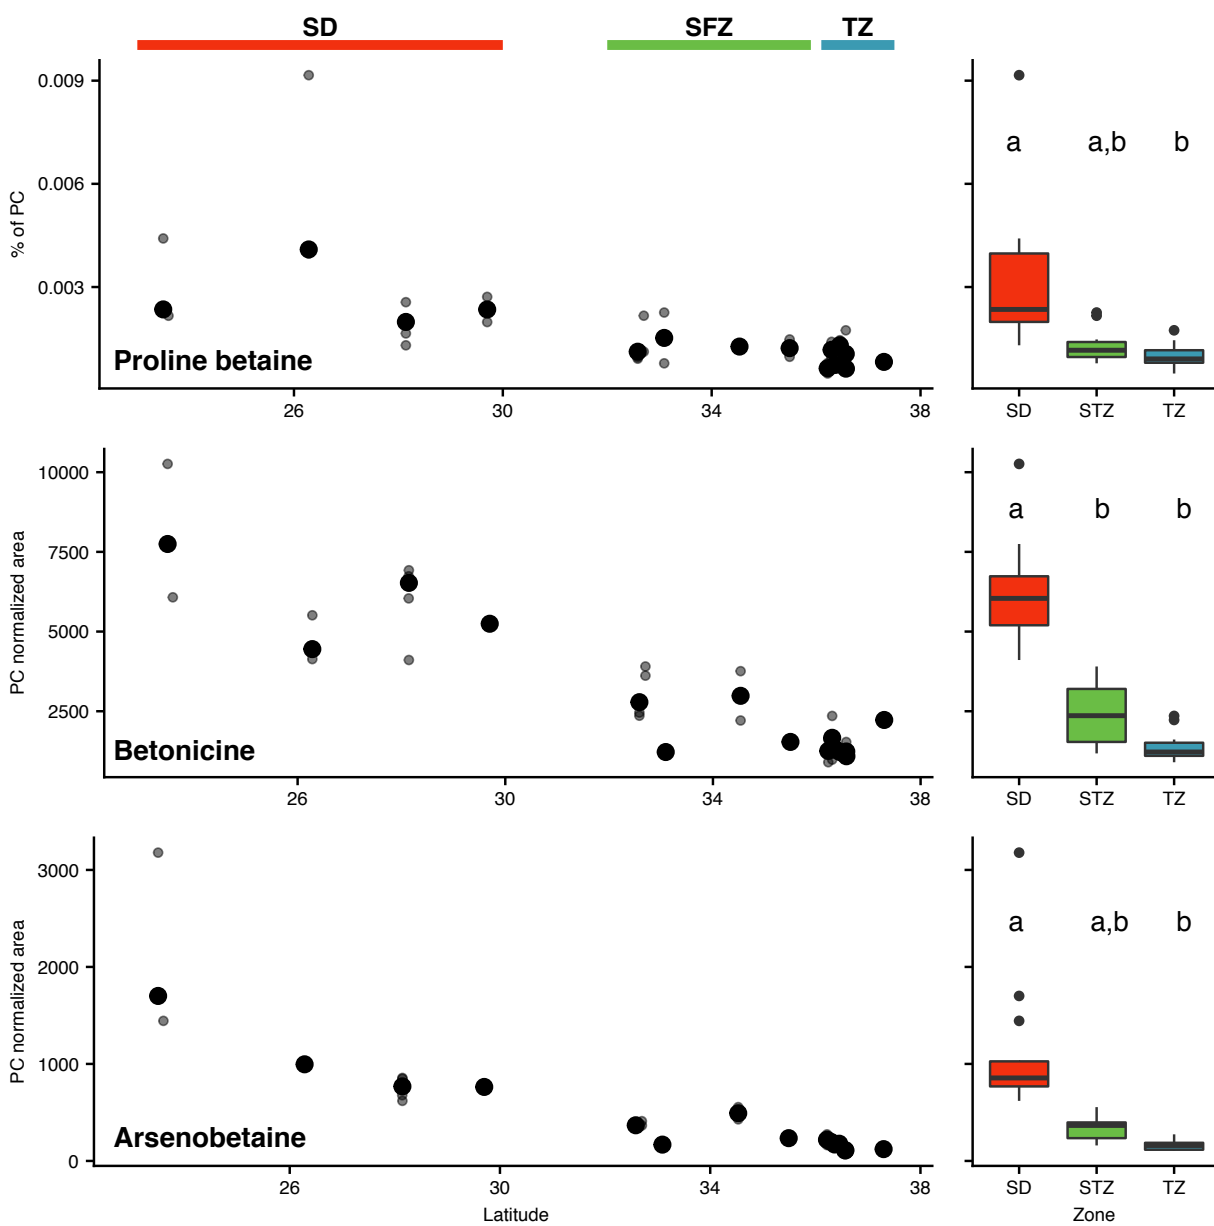 SD SFZ TZ
0.009
a a,b b
0.006
% of PC
0.003
Proline betaine
26 30 34 38 SD STZ TZ
10000
a b b
7500
PC normalized area
5000
2500
Betonicine
26 30 34 38 SD STZ TZ
3000
a a,b b
2000
PC normalized area
1000
Arsenobetaine
0
26 30 34 38 SD STZ TZ
Latitude Zone